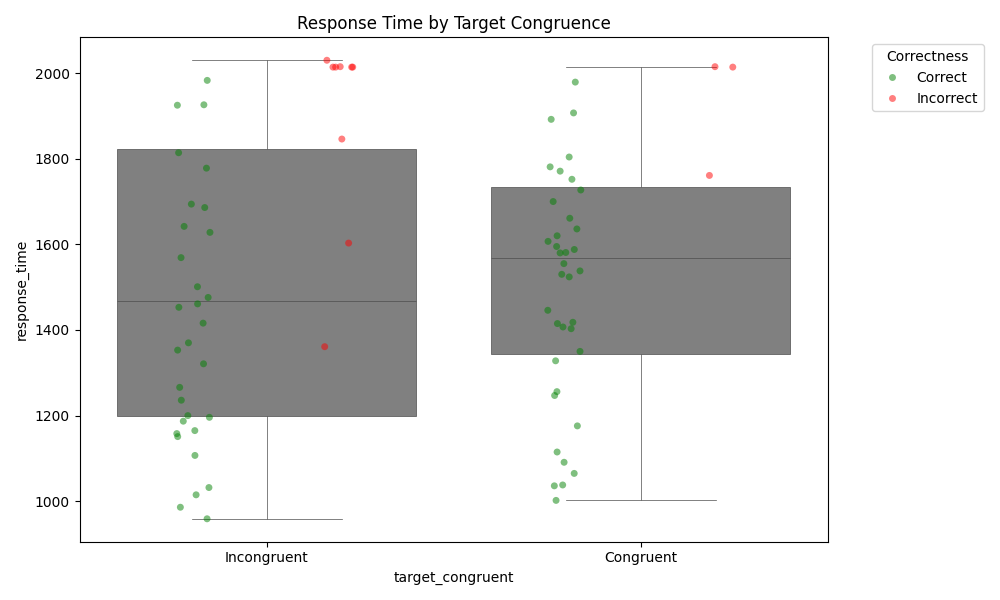 Response Time by Target Congruence
Correctness
Correct
Incorrect
response_time
2000
1800
1600
1400
1200
1000
Incongruent
Congruent
target_congruent